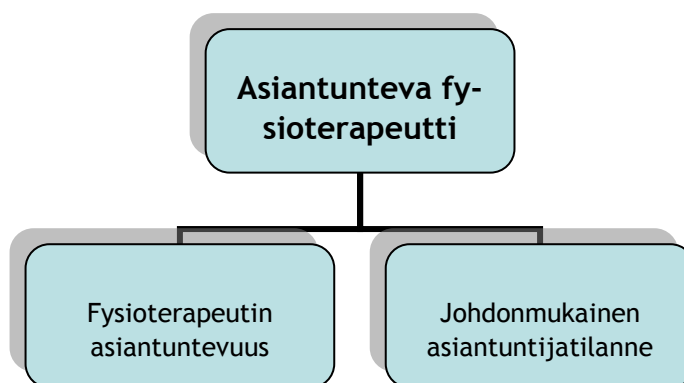 Asiantunteva fy-
sioterapeutti
Fysioterapeutin
asiantuntevuus
Johdonmukainen
asiantuntijatilanne